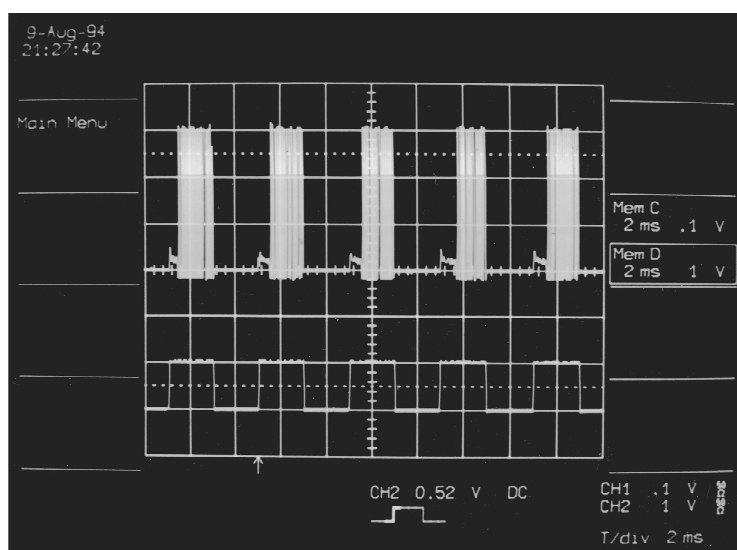 9-Aug-94
21:27:42
Main Menu
Mem C
2 ms .1 V
Mem D
2 ms 1 V
CH2 0.52 V DC
CH1 .1 V
CH2 1 V
T/div 2 ms